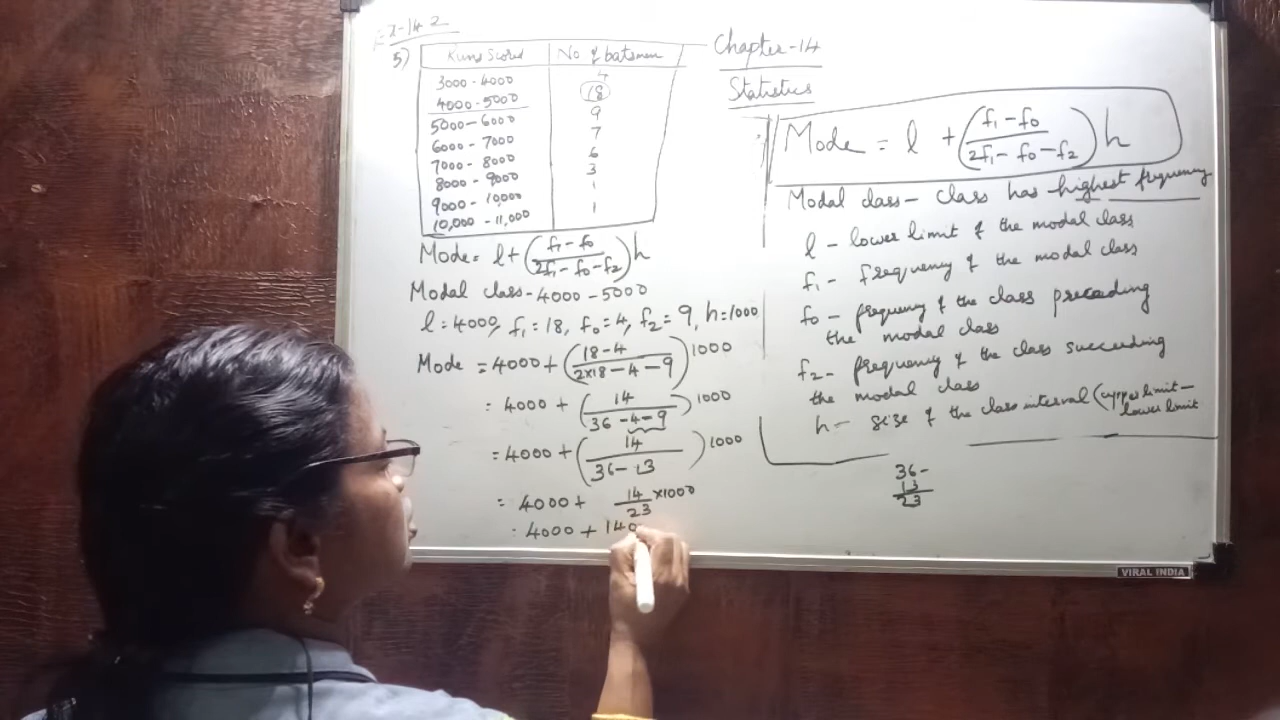 Ex-14.2
5)
Runs Scored No of batsmen
3000-4000 4
4000-5000 18
5000-6000 9
6000-7000 7
7000-8000 6
8000-9000 3
9000-10,000 1
10,000-11,000 1
Mode = l + (f1-f0/2f1-f0-f2)h
Modal class-4000-5000
l=4000, f1=18, f0=4, f2=9, h=1000
Mode = 4000 + (18-4/2×18-4-9)1000
= 4000 + (14/36-4-9)1000
= 4000 + (14/36-13)1000
= 4000 + 14/23×1000
= 4000 + 140
Chapter-14
Statistics
Mode = l + (f1-f0/2f1-f0-f2)h
Modal class- class has highest frequency
l - lower limit of the modal class
f1- frequency of the modal class
f0- frequency of the class preceeding
the modal class
f2- frequency of the class succeeding
the modal class
h- size of the class interval (upper limit-
lower limit
36-
13
23
VIRAL INDIA